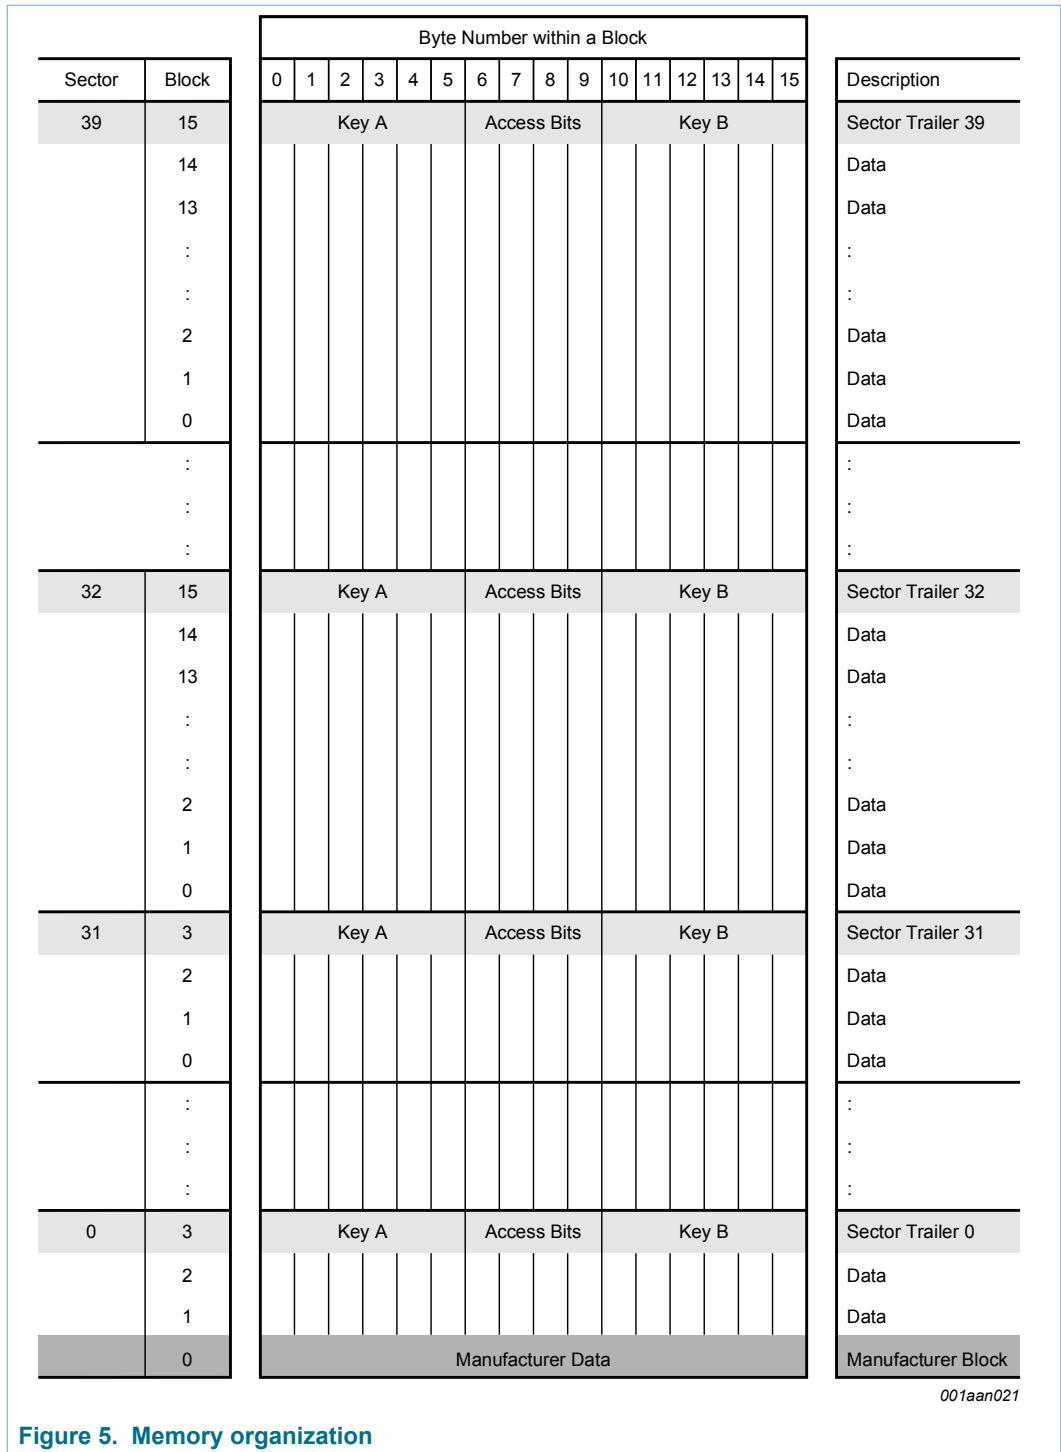 Byte Number within a Block
Sector Block 0 1 2 3 4 5 6 7 8 9 10 11 12 13 14 15 Description
39 15 Key A Access Bits Key B Sector Trailer 39
14 Data
13 Data
: :
: :
2 Data
1 Data
0 Data
: :
: :
: :
32 15 Key A Access Bits Key B Sector Trailer 32
14 Data
13 Data
: :
: :
2 Data
1 Data
0 Data
31 3 Key A Access Bits Key B Sector Trailer 31
2 Data
1 Data
0 Data
: :
: :
: :
0 3 Key A Access Bits Key B Sector Trailer 0
2 Data
1 Data
0 Manufacturer Data Manufacturer Block
001aan021
Figure 5. Memory organization